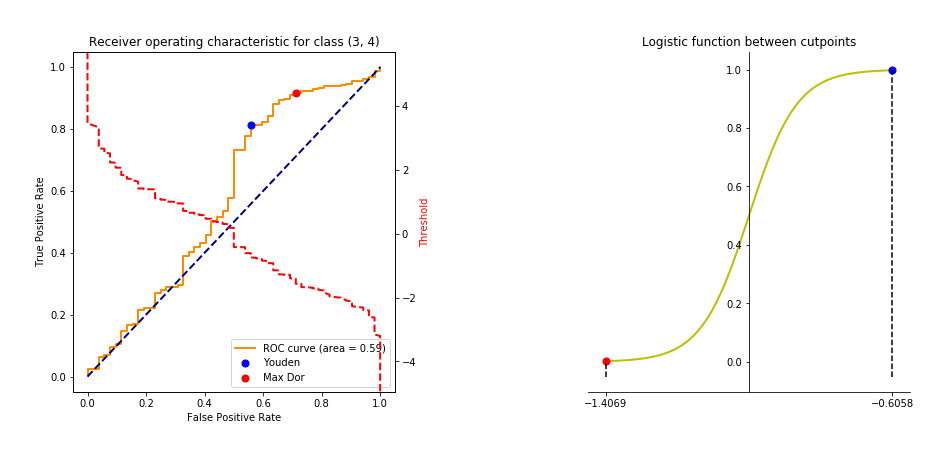 Receiver operating characteristic for class (3, 4)
1.0
0.8
0.6
0.4
0.2
0.0
True Positive Rate
4
2
0
−2
−4
Threshold
ROC curve (area = 0.59)
Youden
Max Dor
0.0 0.2 0.4 0.6 0.8 1.0
False Positive Rate
Logistic function between cutpoints
1.0
0.8
0.6
0.4
0.2
0.0
−1.4069 −0.6058